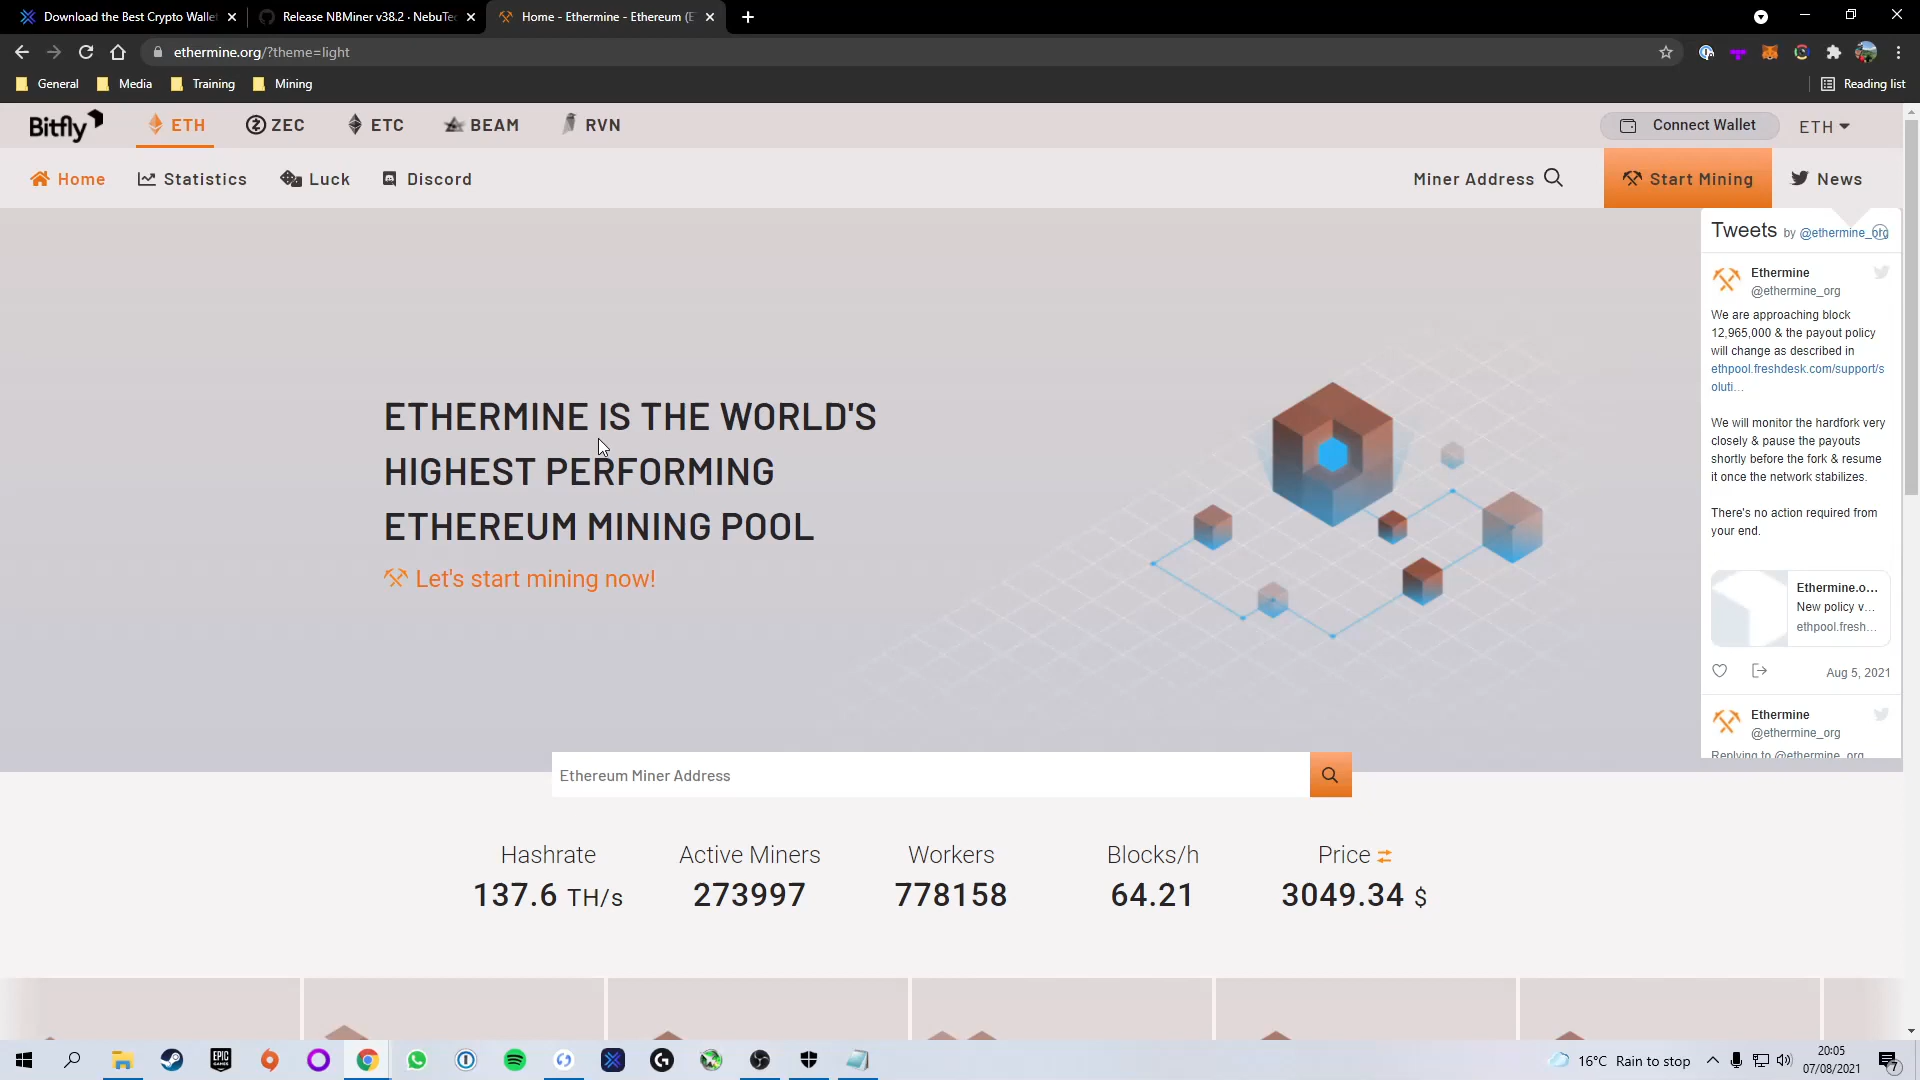 Download the Best Crypto Wallet
Release NBMiner v38.2 · NebuTec
Home - Ethermine - Ethereum (E
ethermine.org/?theme=light
General
Media
Training
Mining
Reading list
Bitfly
ETH
ZEC
ETC
BEAM
RVN
Connect Wallet
ETH
Home
Statistics
Luck
Discord
Miner Address
Start Mining
News
Tweets by @ethermine_org
Ethermine
@ethermine_org
We are approaching block
12,965,000 & the payout policy
will change as described in
ethpool.freshdesk.com/support/s
oluti…
We will monitor the hardfork very
closely & pause the payouts
shortly before the fork & resume
it once the network stabilizes.
There's no action required from
your end.
Ethermine.o…
New policy v…
ethpool.fresh…
Aug 5, 2021
Ethermine
@ethermine_org
Replying to @ethermine_org
ETHERMINE IS THE WORLD'S
HIGHEST PERFORMING
ETHEREUM MINING POOL
Let's start mining now!
Ethereum Miner Address
Hashrate
Active Miners
Workers
Blocks/h
Price
137.6 TH/s
273997
778158
64.21
3049.34 $
EPIC
GAMES
16°C Rain to stop
20:05
07/08/2021
7